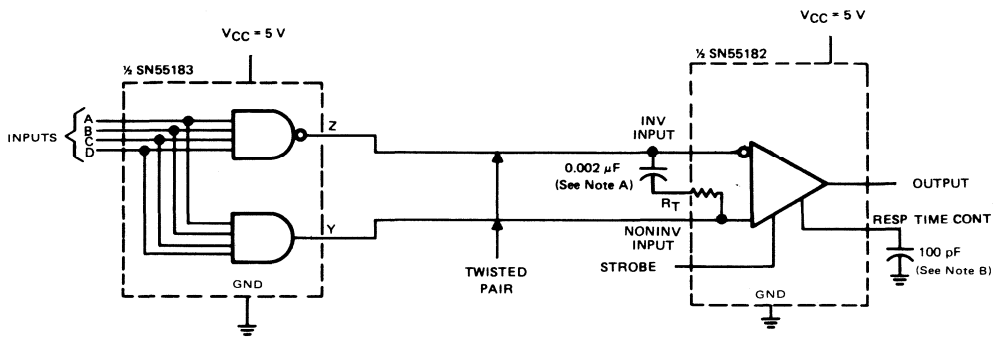 VCC = 5 V
VCC = 5 V
½ SN55183
½ SN55182
INPUTS
A
B
C
D
Z
INV
INPUT
0.002 µF
(See Note A)
RT
OUTPUT
RESP TIME CONT
Y
NONINV
INPUT
100 pF
(See Note B)
TWISTED
PAIR
STROBE
GND
GND